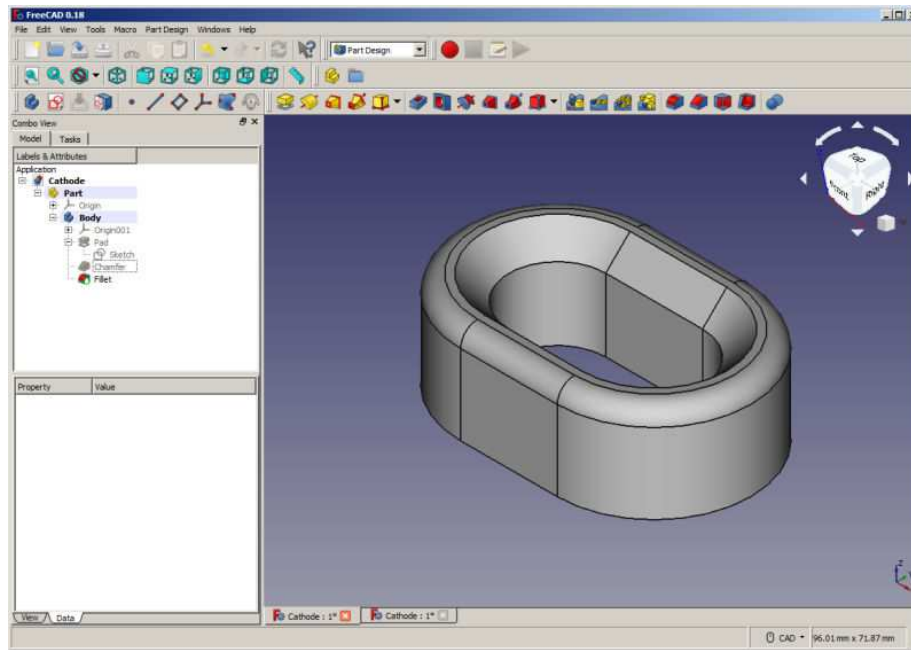 FreeCAD 0.18
File Edit View Tools Macro Part Design Windows Help
Part Design
Combo View
Model Tasks
Labels & Attributes
Application
Cathode
Part
Origin
Body
Origin001
Pad
Sketch
Chamfer
Fillet
Property Value
Top
Front Right
View Data
Cathode : 1* Cathode : 1*
Z
CAD 96.01 mm x 71.87 mm